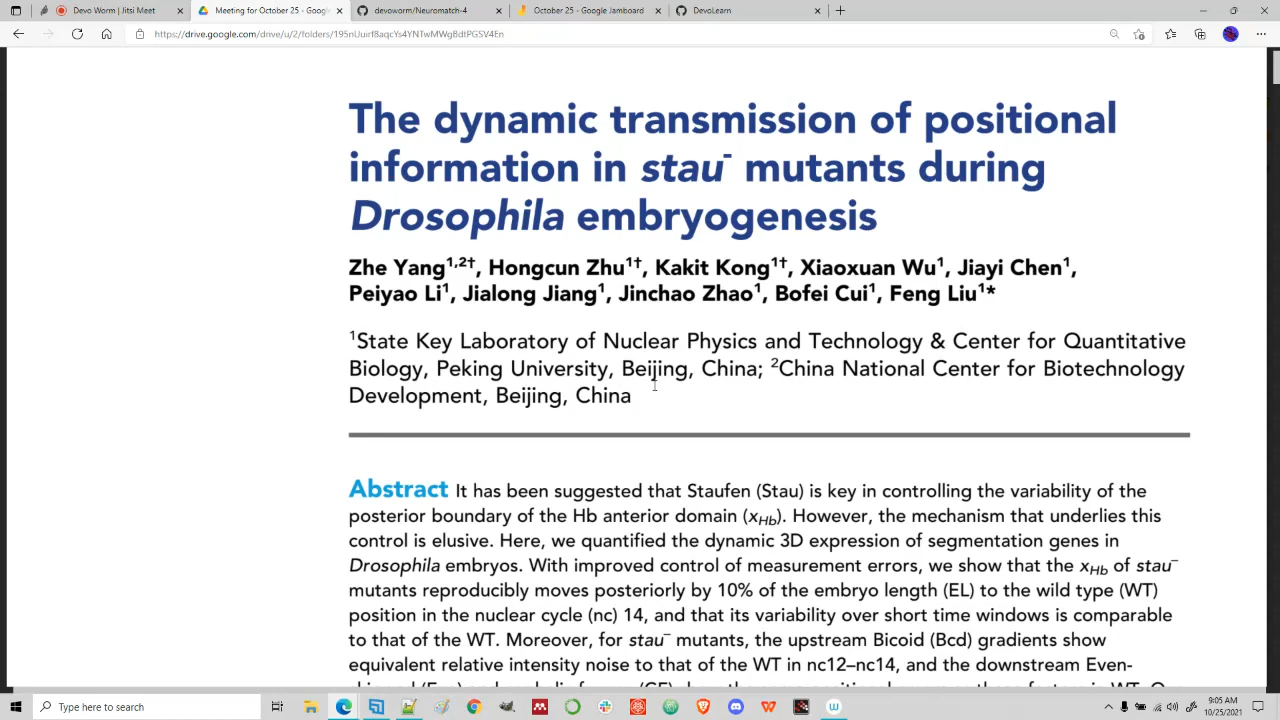 Devo Worm | Jitsi Meet
Meeting for October 25 - Google
devoworm/Neuromatch-4
October 25 - Google Jamboard
DevoLearn
https://drive.google.com/drive/u/2/folders/195nUuirf8aqcYs4YNTwMWgBdtPGSV4En
The dynamic transmission of positional
information in stau- mutants during
Drosophila embryogenesis
Zhe Yang1,2†, Hongcun Zhu1†, Kakit Kong1†, Xiaoxuan Wu1, Jiayi Chen1,
Peiyao Li1, Jialong Jiang1, Jinchao Zhao1, Bofei Cui1, Feng Liu1*
1State Key Laboratory of Nuclear Physics and Technology & Center for Quantitative
Biology, Peking University, Beijing, China; 2China National Center for Biotechnology
Development, Beijing, China
Abstract It has been suggested that Staufen (Stau) is key in controlling the variability of the
posterior boundary of the Hb anterior domain (xHb). However, the mechanism that underlies this
control is elusive. Here, we quantified the dynamic 3D expression of segmentation genes in
Drosophila embryos. With improved control of measurement errors, we show that the xHb of stau–
mutants reproducibly moves posteriorly by 10% of the embryo length (EL) to the wild type (WT)
position in the nuclear cycle (nc) 14, and that its variability over short time windows is comparable
to that of the WT. Moreover, for stau– mutants, the upstream Bicoid (Bcd) gradients show
equivalent relative intensity noise to that of the WT in nc12–nc14, and the downstream Even-
Type here to search
9:05 AM
10/25/2021